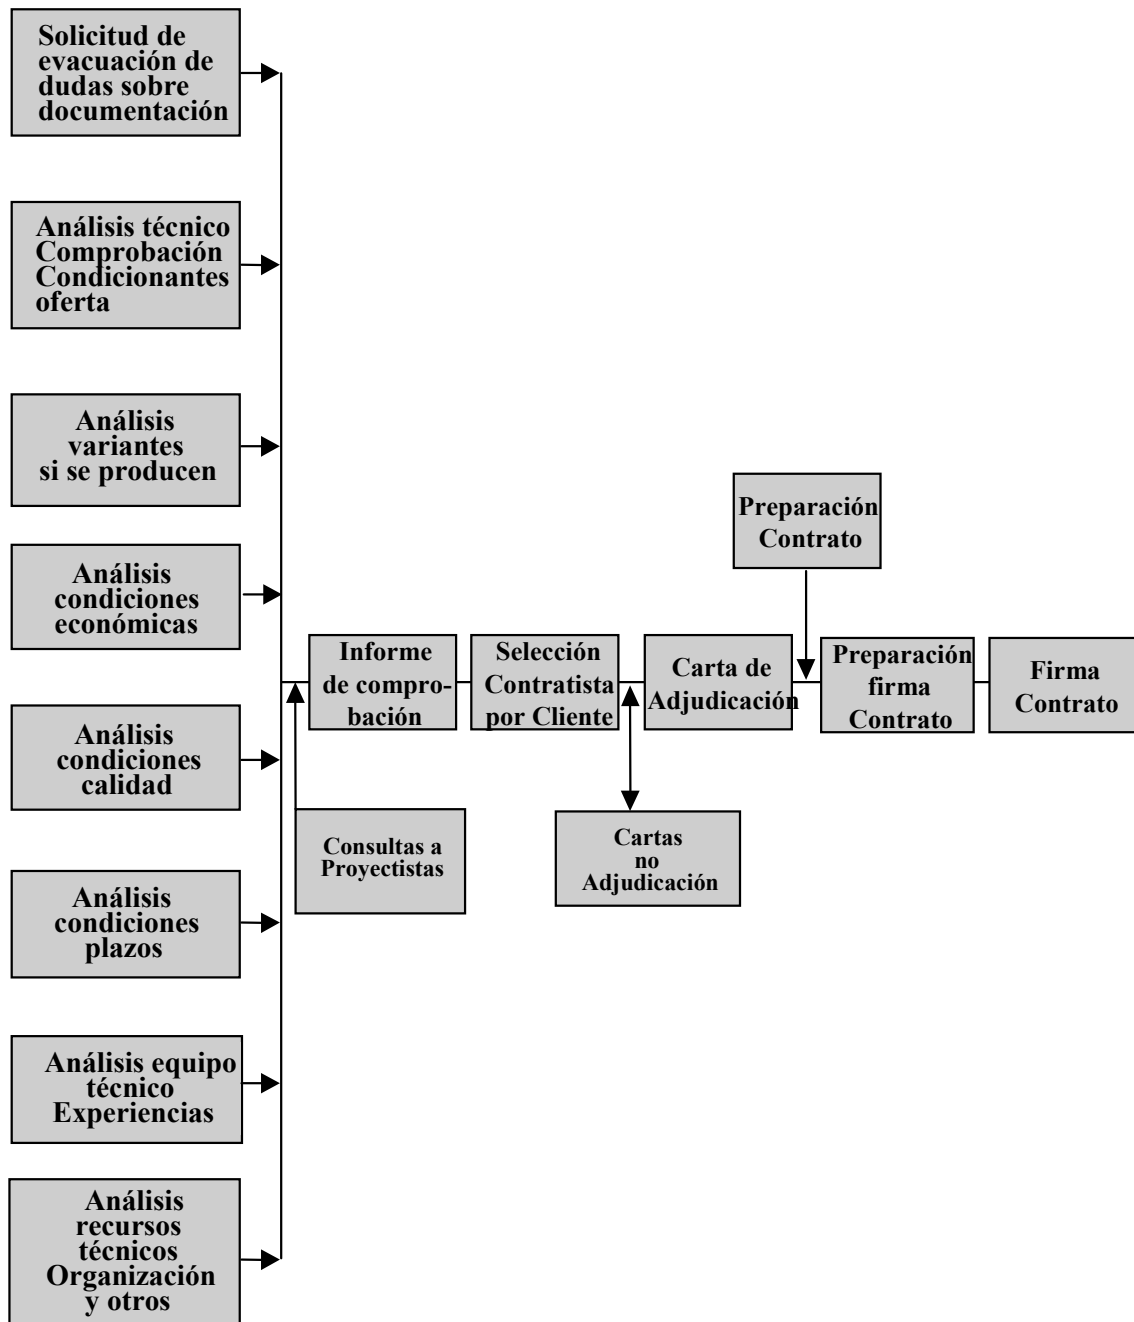 Solicitud de
evacuación de
dudas sobre
documentación
Análisis técnico
Comprobación
Condicionantes
oferta
Análisis
variantes
si se producen
Análisis
condiciones
económicas
Análisis
condiciones
calidad
Análisis
condiciones
plazos
Análisis equipo
técnico
Experiencias
Análisis
recursos
técnicos
Organización
y otros
Consultas a
Proyectistas
Informe
de compro-
bación
Selección
Contratista
por Cliente
Cartas
no
Adjudicación
Carta de
Adjudicación
Preparación
Contrato
Preparación
firma
Contrato
Firma
Contrato